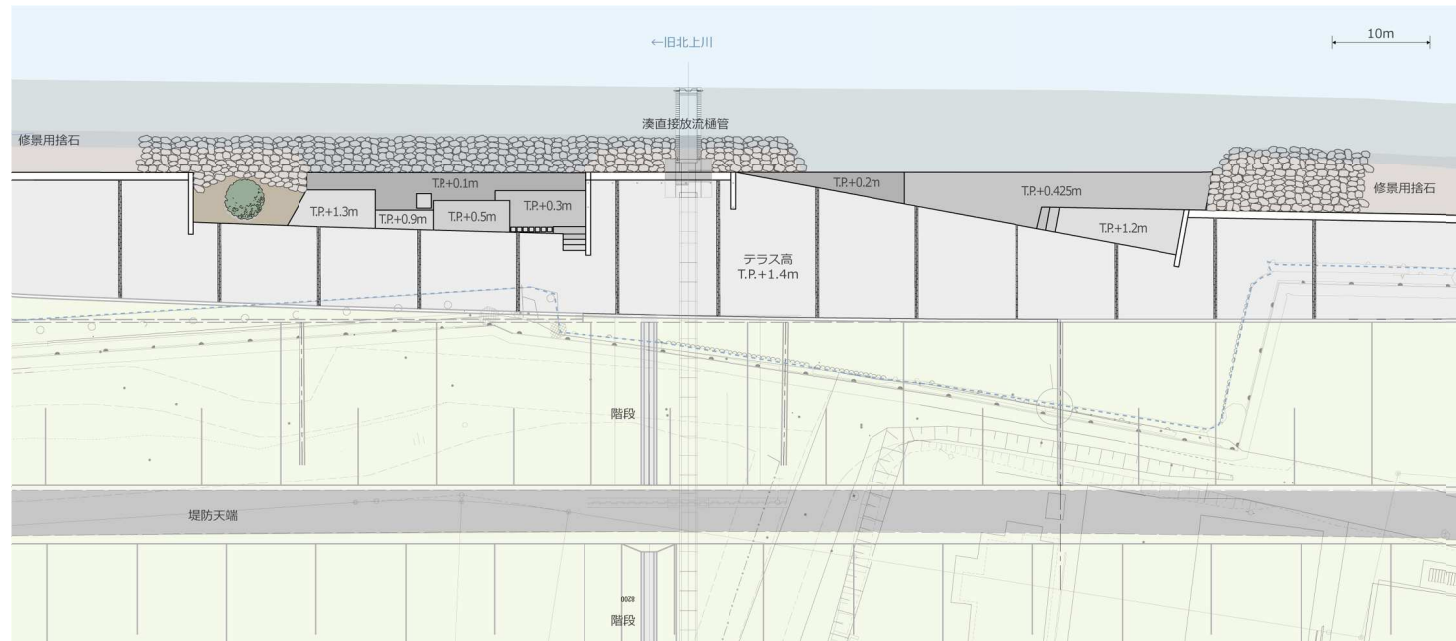 ←旧北上川
10m
湊直接放流樋管
修景用捨石
T.P.+0.1m
T.P.+0.2m
T.P.+0.425m
修景用捨石
T.P.+1.3m
T.P.+0.9m
T.P.+0.5m
T.P.+0.3m
T.P.+1.2m
テラス高
T.P.+1.4m
階段
堤防天端
8200
階段